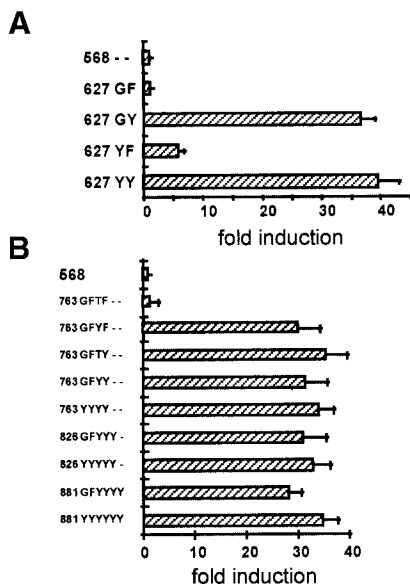 A
568 - -
627 GF
627 GY
627 YF
627 YY
0 10 20 30 40
fold induction
B
568
763 GFTF - -
763 GFYF - -
763 GFTY - -
763 GFYY - -
763 YYYY - -
826 GFYYY -
826 YYYYY -
881 GFYYYY
881 YYYYYY
0 10 20 30 40
fold induction